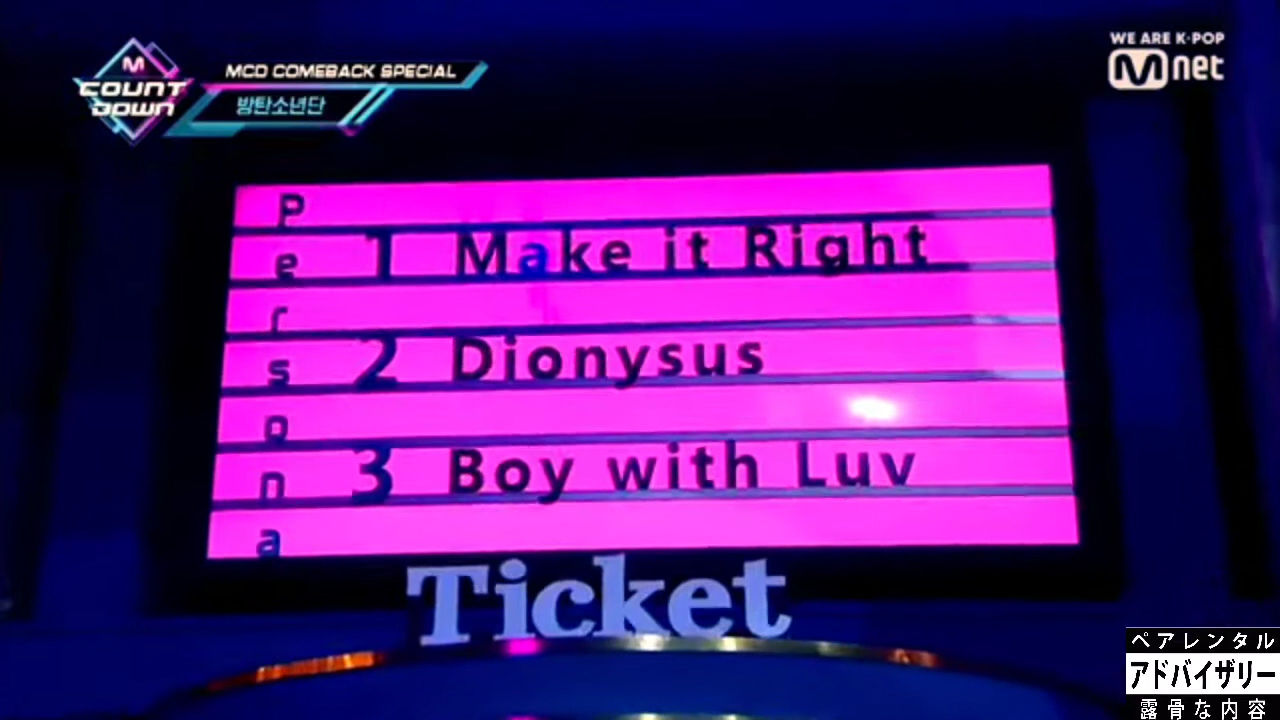 M
COUNT
DOWN
MCD COMEBACK SPECIAL
방탄소년단
WE ARE K-POP
Mnet
Persona
1 Make it Right
2 Dionysus
3 Boy with Luv
Ticket
ペアレンタル
アドバイザリー
露骨な内容